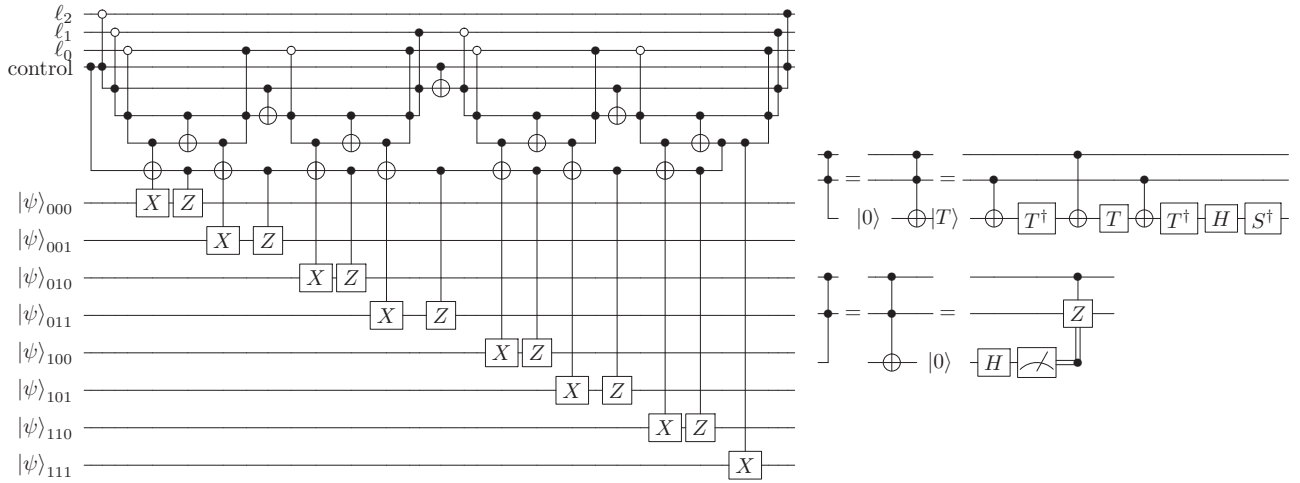 ℓ₂
ℓ₁
ℓ₀
control
= = 
|0⟩ |T⟩ T† T T† H S†
|ψ⟩₀₀₀ X Z
|ψ⟩₀₀₁ X Z
|ψ⟩₀₁₀ X Z
|ψ⟩₀₁₁ X Z
= = Z
|ψ⟩₁₀₀ X Z
|0⟩ H
|ψ⟩₁₀₁ X Z
|ψ⟩₁₁₀ X Z
|ψ⟩₁₁₁ X